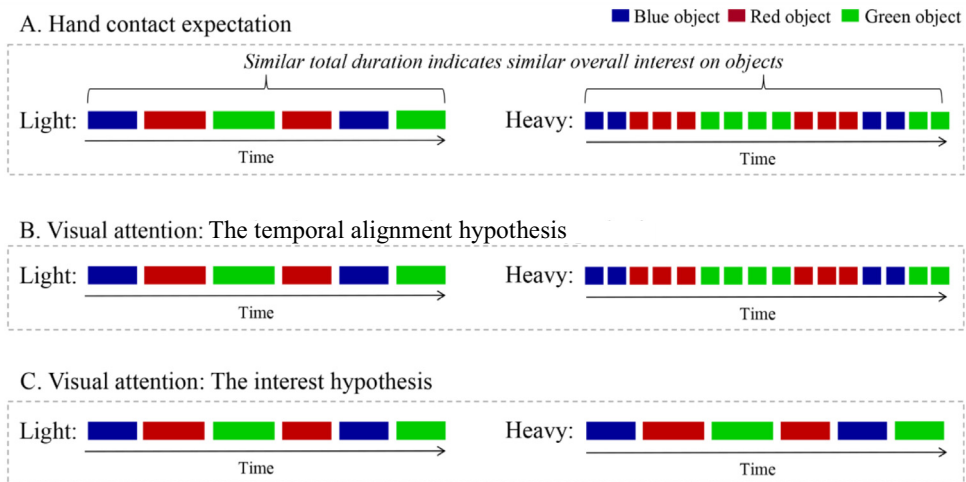 A. Hand contact expectation
Blue object Red object Green object
Similar total duration indicates similar overall interest on objects
Light: Heavy:
Time Time
B. Visual attention: The temporal alignment hypothesis
Light: Heavy:
Time Time
C. Visual attention: The interest hypothesis
Light: Heavy:
Time Time